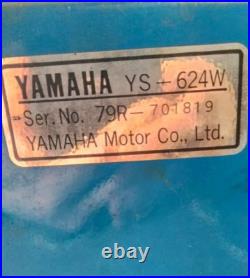 YAMAHA YS-624W
Ser. No. 79R-701819
YAMAHA Motor Co., Ltd.